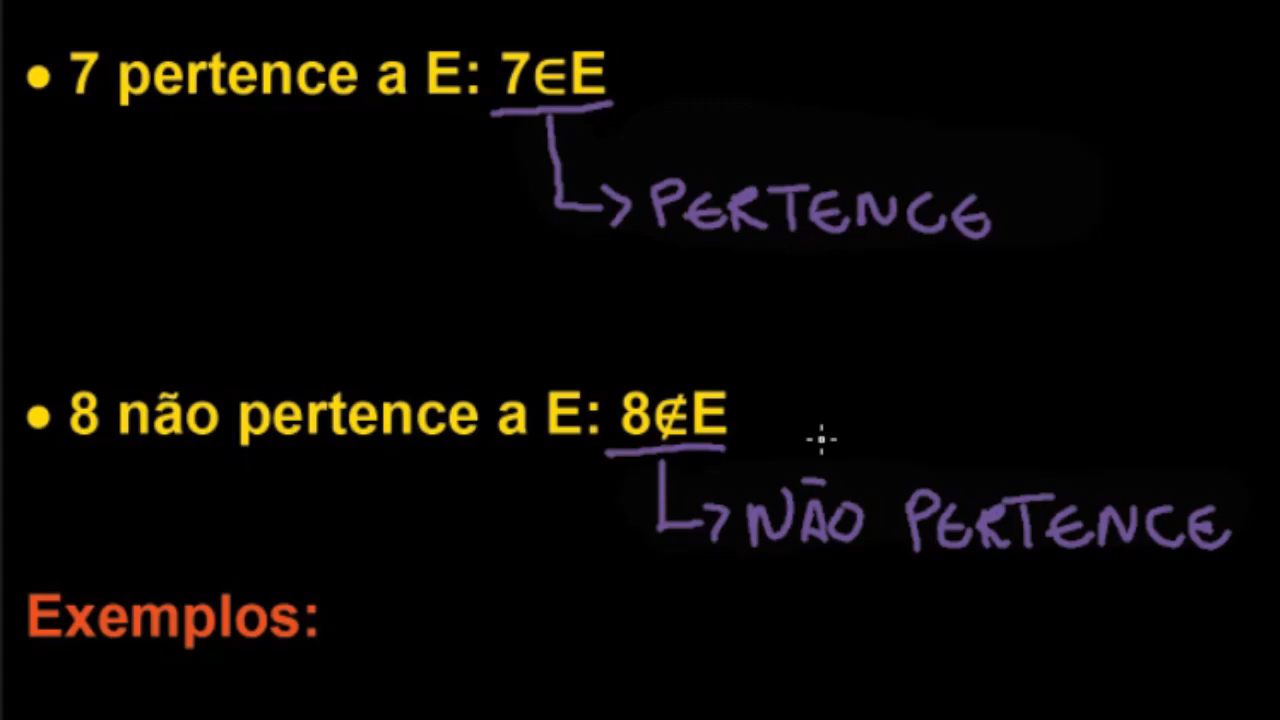 • 7 pertence a E: 7∈E
PERTENCE
• 8 não pertence a E: 8∉E
NÃO PERTENCE
Exemplos: